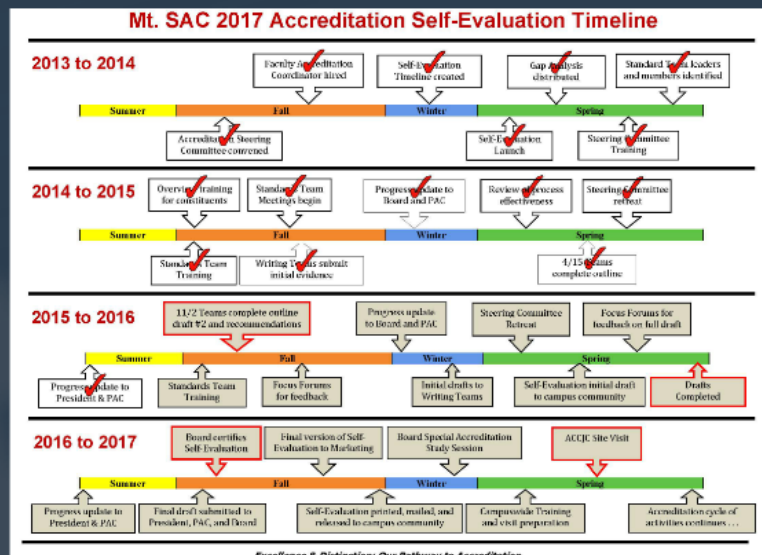 Mt. SAC 2017 Accreditation Self-Evaluation Timeline
2013 to 2014
Faculty Accreditation
Coordinator hired
Self-Evaluation
Timeline created
Gap Analysis
distributed
Standard Team leaders
and members identified
Summer
Fall
Winter
Spring
Accreditation Steering
Committee convened
Self-Evaluation
Launch
Steering Committee
Training
2014 to 2015
Overview training
for constituents
Standards Team
Meetings begin
Progress update to
Board and PAC
Review of process
effectiveness
Steering Committee
retreat
Summer
Fall
Winter
Spring
Standards Team
Training
Writing Teams submit
initial evidence
4/15 Teams
complete outline
2015 to 2016
11/2 Teams complete outline
draft #2 and recommendations
Progress update
to Board and PAC
Steering Committee
Retreat
Focus Forums for
feedback on full draft
Summer
Fall
Winter
Spring
Progress update to
President & PAC
Standards Team
Training
Focus Forums
for feedback
Initial drafts to
Writing Teams
Self-Evaluation initial draft
to campus community
Drafts
Completed
2016 to 2017
Board certifies
Self-Evaluation
Final version of Self-
Evaluation to Marketing
Board Special Accreditation
Study Session
ACCJC Site Visit
Summer
Fall
Winter
Spring
Progress update to
President & PAC
Final draft submitted to
President, PAC, and Board
Self-Evaluation printed, mailed, and
released to campus community
Campuswide Training
and visit preparation
Accreditation cycle of
activities continues . . .
Excellence & Distinction: Our Pathway to Accreditation